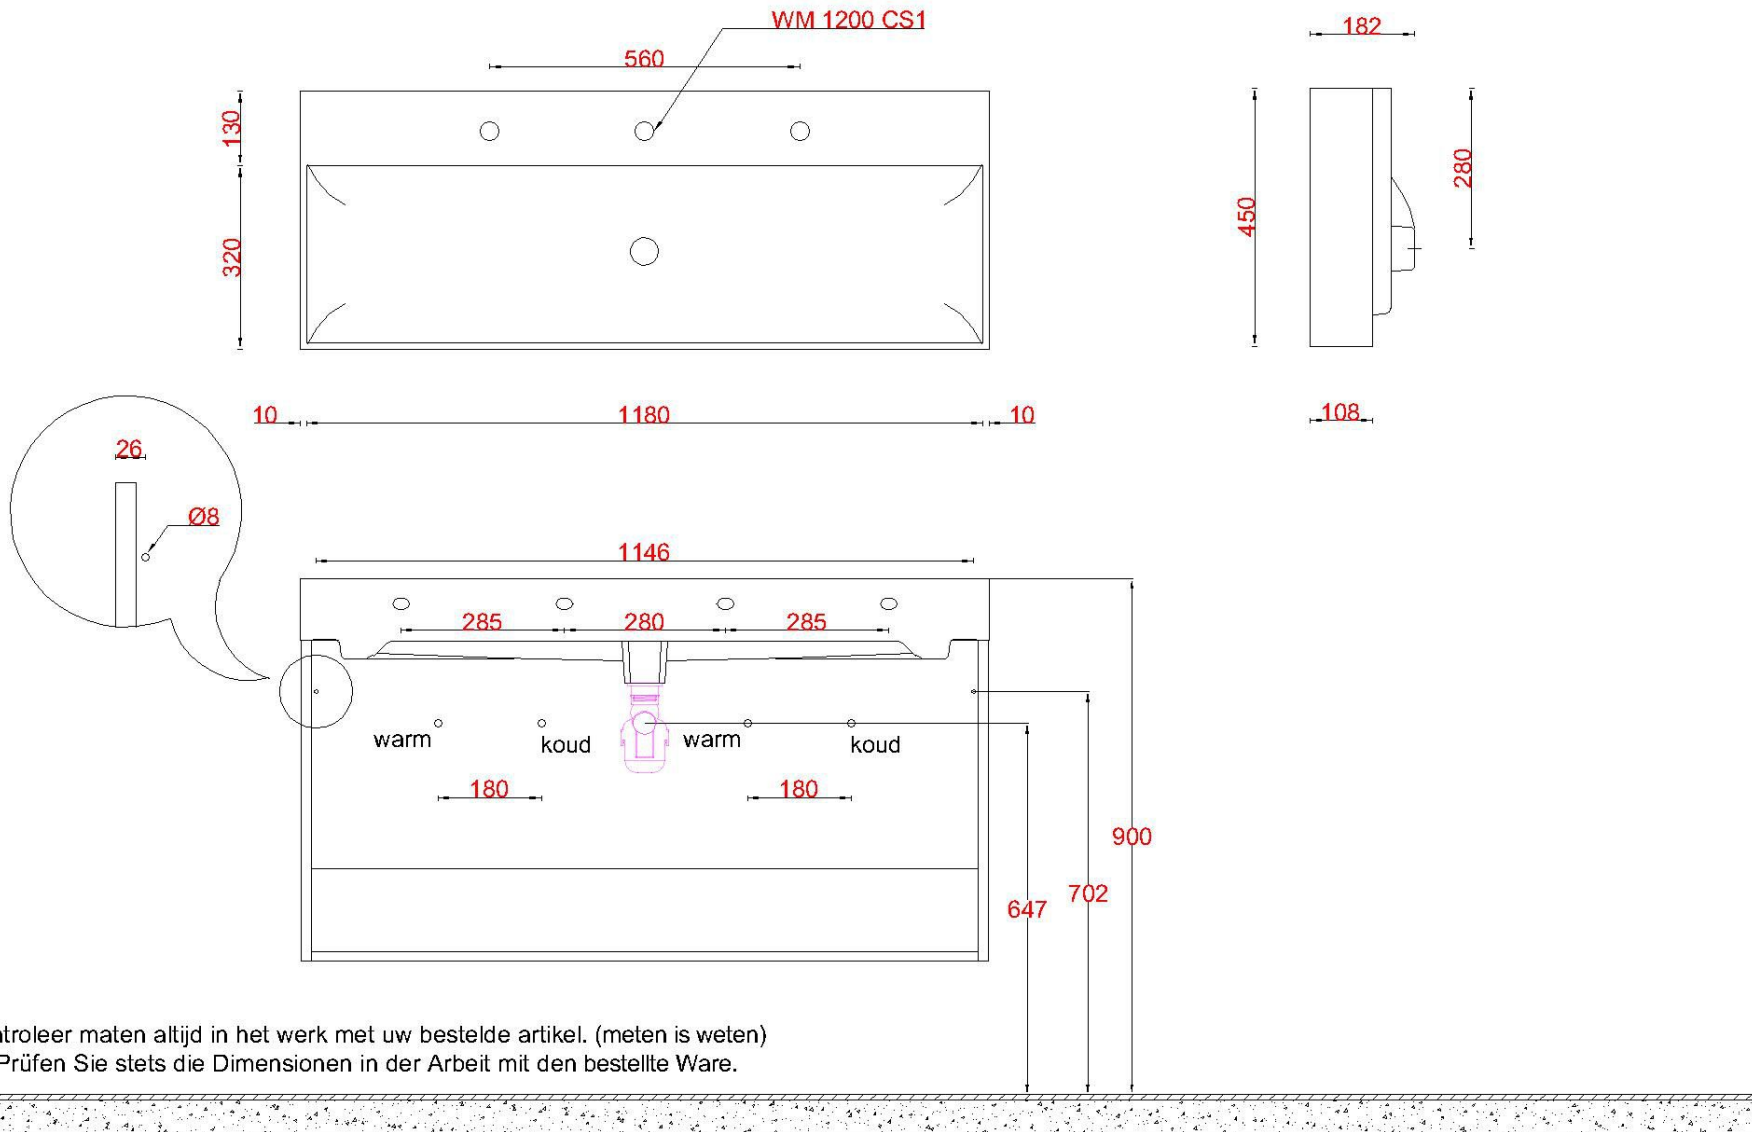 WM 1200 CS1
182
560
130
280
450
320
10
1180
10
108
26
Ø8
1146
285
280
285
warm
koud
warm
koud
180
180
900
702
647
maten altijd in het werk met uw bestelde artikel. (meten is weten)
Prüfen Sie stets die Dimensionen in der Arbeit mit den bestellte Ware.